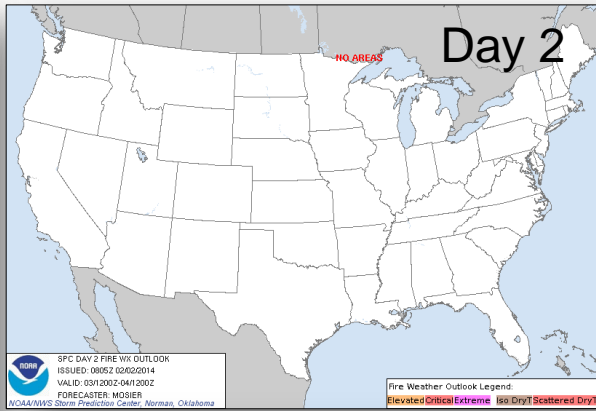 Day 2
NO AREAS
NOAA
SPC DAY 2 FIRE WX OUTLOOK
ISSUED: 0805Z 02/02/2014
VALID: 03/1200Z-04/1200Z
FORECASTER: MOSIER
NOAA/NWS Storm Prediction Center, Norman, Oklahoma
Fire Weather Outlook Legend:
Elevated Critical Extreme Iso DryT Scattered DryT